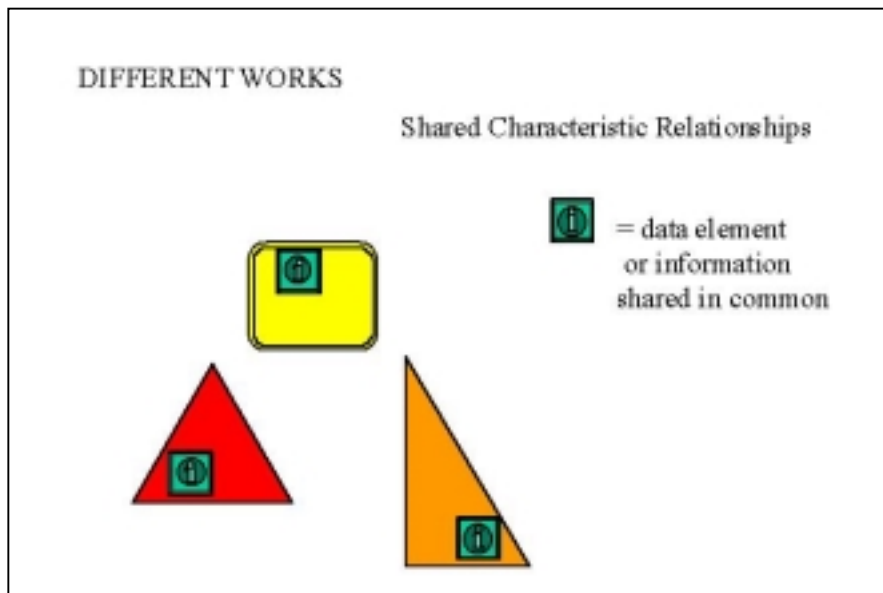 DIFFERENT WORKS
Shared Characteristic Relationships
i
= data element
or information
shared in common
i
i
i